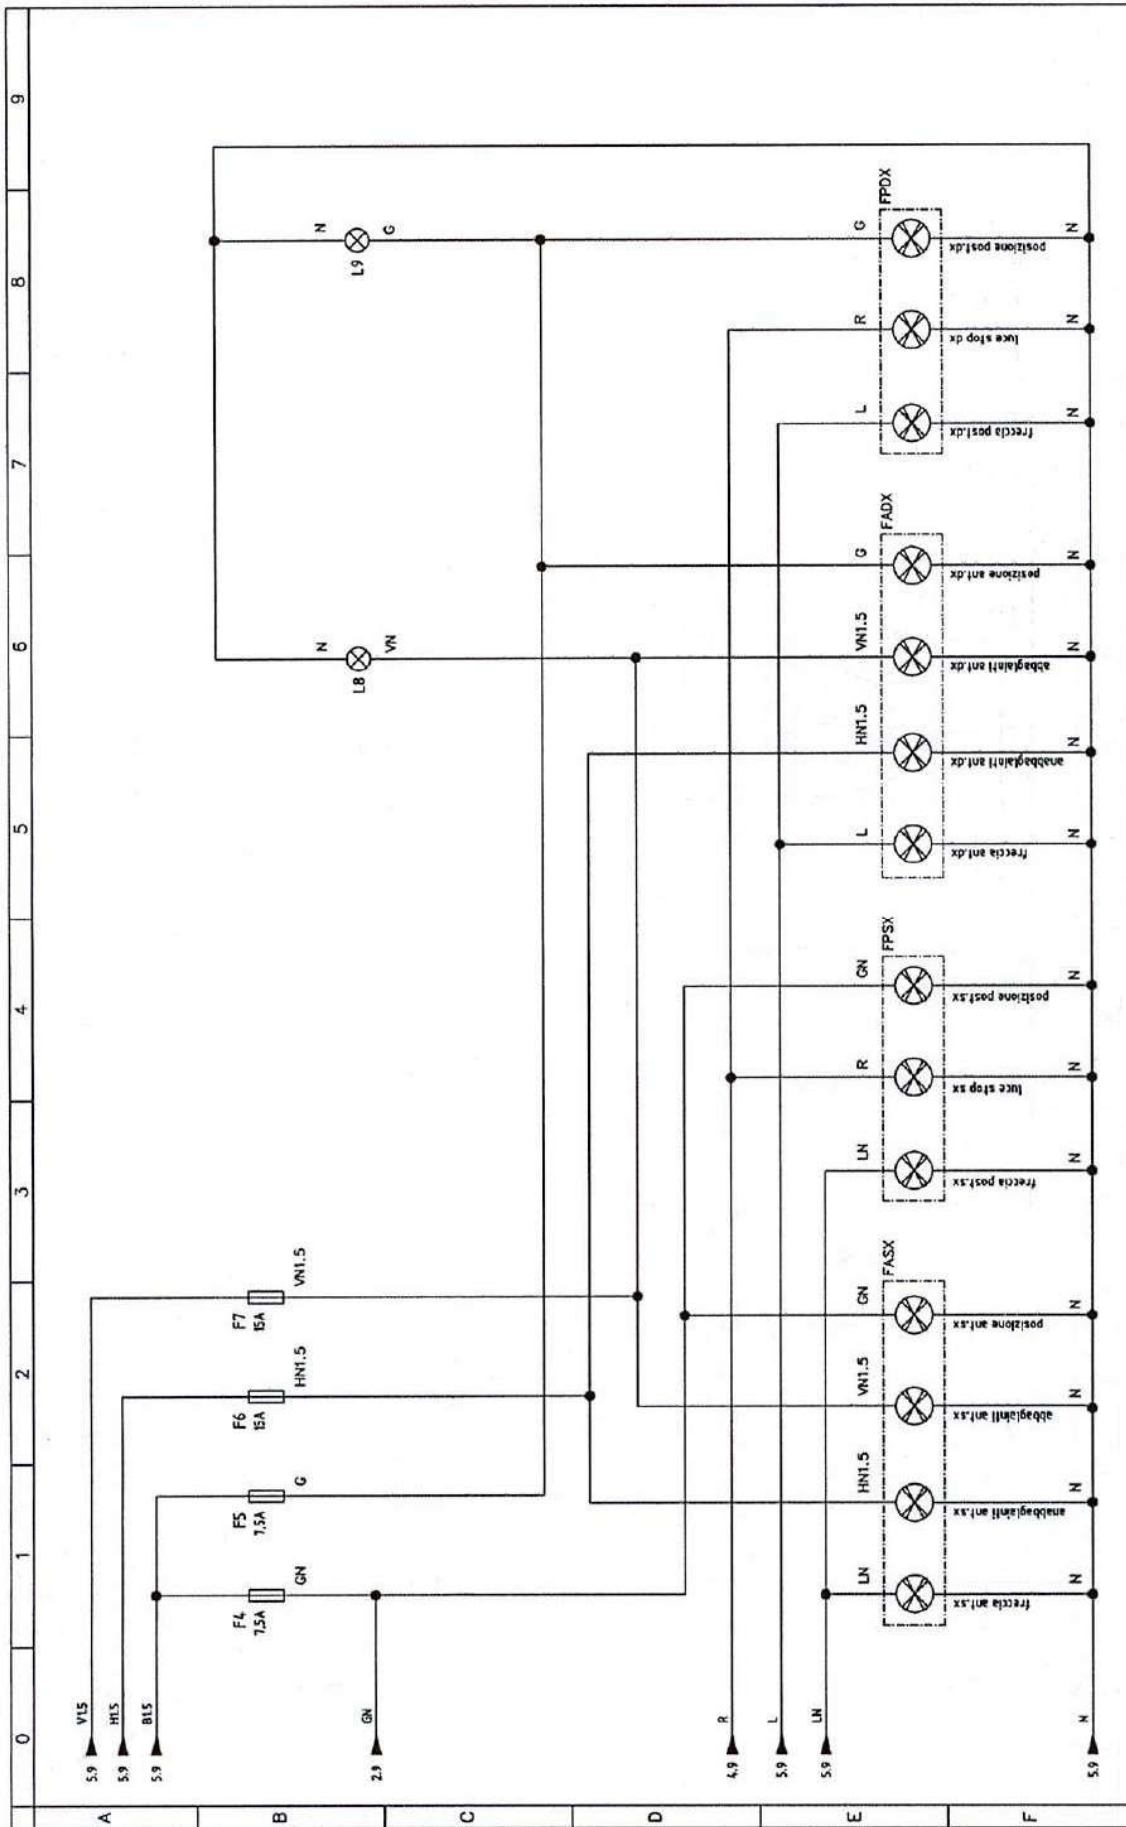 0 1 2 3 4 5 6 7 8 9
A
5.9 V1.5
5.9 H1.5
5.9 B1.5
B
F4
7,5A
GN
F5
7,5A
G
F6
15A
HN1.5
F7
15A
VN1.5
N
L8
VN
N
L9
G
2.9 GN
C
D
4.9 R
5.9 L
5.9 LN
E
LN HN1.5 VN1.5 GN
FASX
LN R GN
FPSX
L HN1.5 VN1.5 G
FADX
L R G
FPDX
freccia ant.sx
anabbaglainti ant.sx
abbaglainti ant.sx
posizione ant.sx
freccia post.sx
luce stop sx
posizione post.sx
freccia ant.dx
anabbaglainti ant.dx
abbaglainti ant.dx
posizione ant.dx
freccia post.dx
luce stop dx
posizione post.dx
F
N N N N N N N N N N N N N N
5.9 N